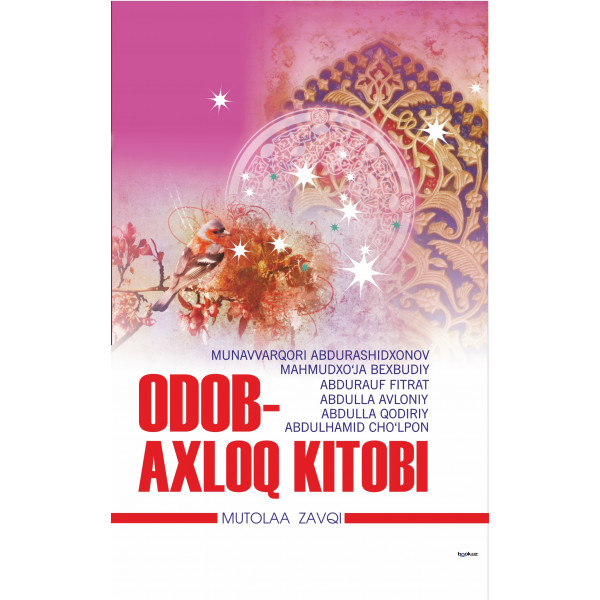 MUNAVVARQORI ABDURASHIDXONOV
MAHMUDXO'JA BEXBUDIY
ABDURAUF FITRAT
ABDULLA AVLONIY
ABDULLA QODIRIY
ABDULHAMID CHO'LPON
ODOB-
AXLOQ KITOBI
MUTOLAA ZAVQI